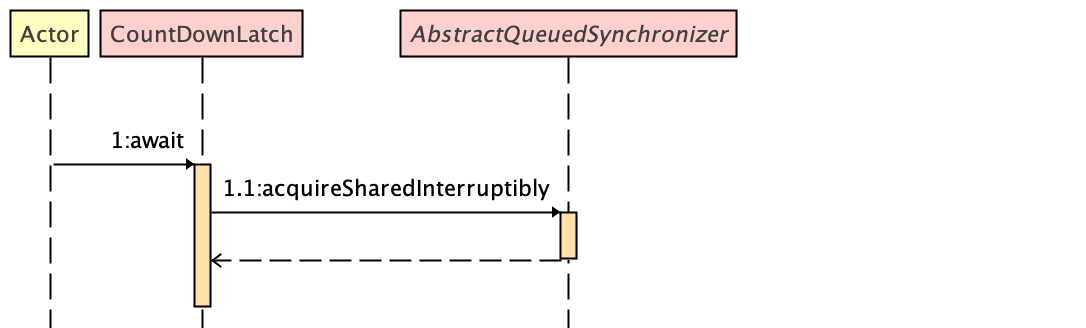 Actor
CountDownLatch
AbstractQueuedSynchronizer
1:await
1.1:acquireSharedInterruptibly